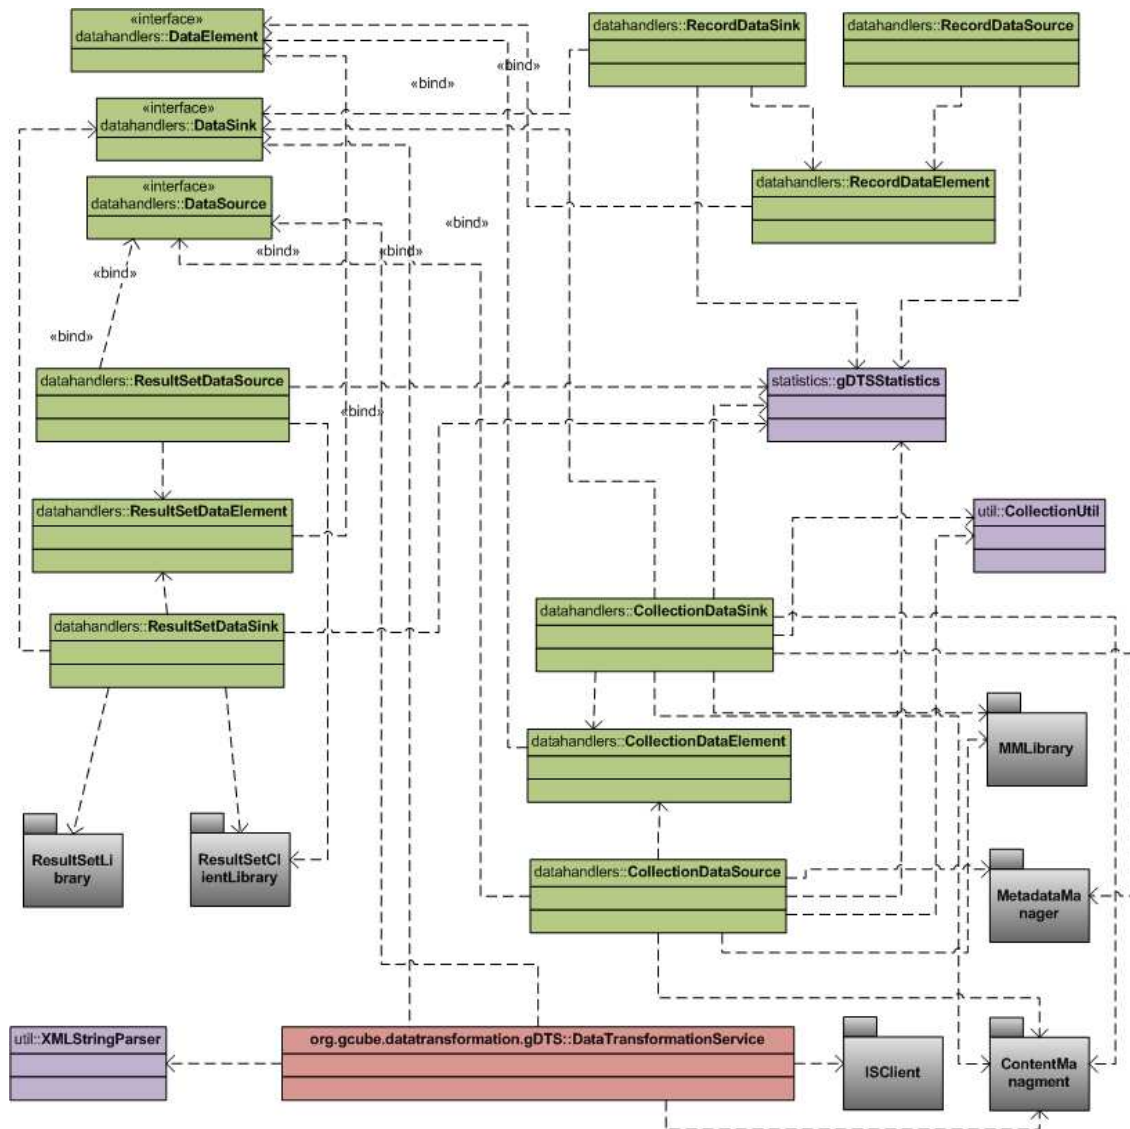 «interface»
datahandlers::DataElement
datahandlers::RecordDataSink
datahandlers::RecordDataSource
«bind»
«bind»
«interface»
datahandlers::DataSink
«interface»
datahandlers::DataSource
datahandlers::RecordDataElement
«bind»
«bind»
«bind»
«bind»
«bind»
«bind»
datahandlers::ResultSetDataSource
statistics::gDTSStatistics
«bind»
datahandlers::ResultSetDataElement
util::CollectionUtil
datahandlers::ResultSetDataSink
datahandlers::CollectionDataSink
datahandlers::CollectionDataElement
MMLibrary
ResultSetLi
brary
ResultSetCl
ientLibrary
datahandlers::CollectionDataSource
MetadataMa
nager
util::XMLStringParser
org.gcube.datatransformation.gDTS::DataTransformationService
ISClient
ContentMa
nagment